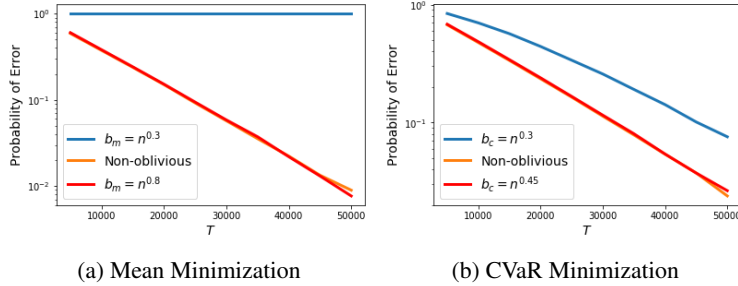 10⁰
10⁻¹
10⁻²
Probability of Error
b_m = n^0.3
Non-oblivious
b_m = n^0.8
10000 20000 30000 40000 50000
T
(a) Mean Minimization
10⁰
10⁻¹
Probability of Error
b_c = n^0.3
Non-oblivious
b_c = n^0.45
10000 20000 30000 40000 50000
T
(b) CVaR Minimization